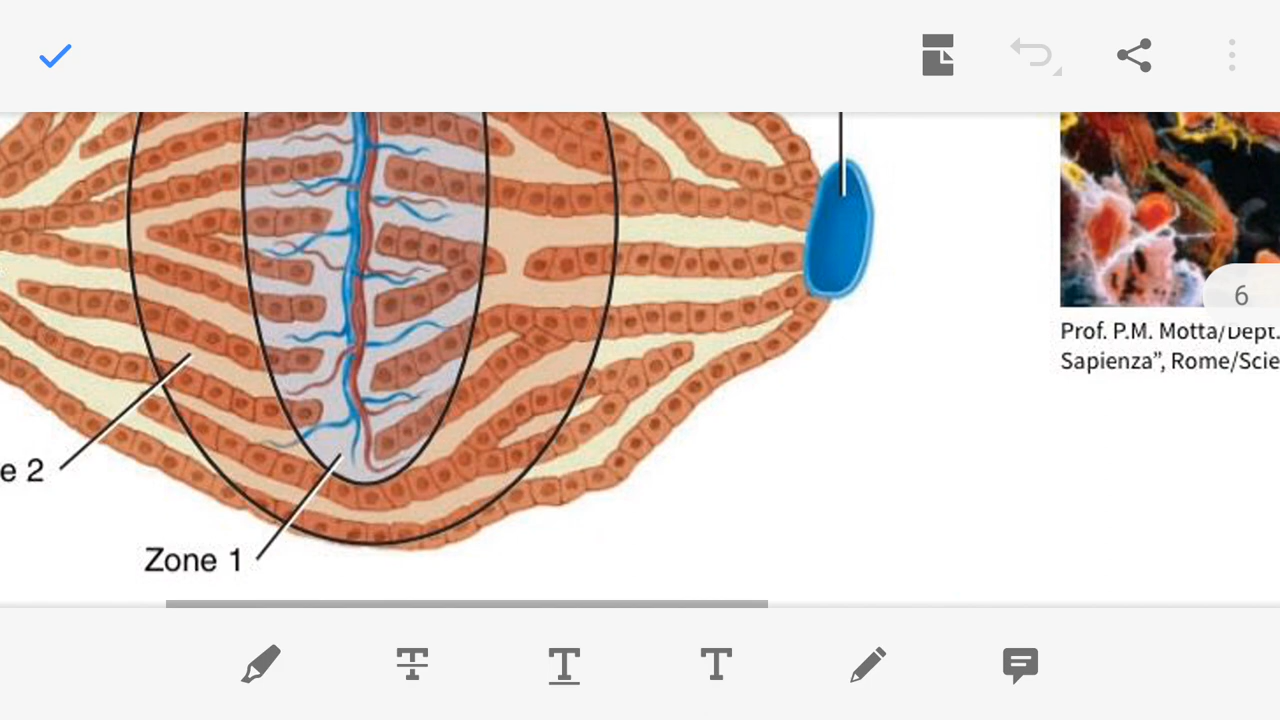 6
Prof. P.M. Motta/Dept.
Sapienza”, Rome/Scie
e 2
Zone 1